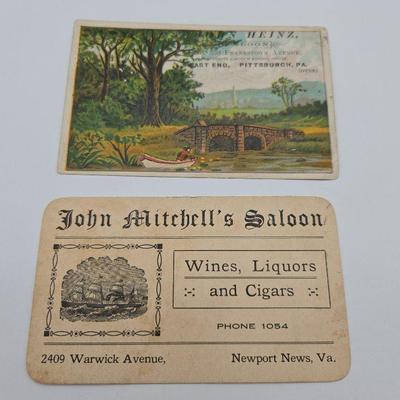 HEINZ,
EAST END, PITTSBURGH, PA.
(OVER)
John Mitchell's Saloon
Wines, Liquors
:-: and Cigars :-:
PHONE 1054
2409 Warwick Avenue, Newport News, Va.